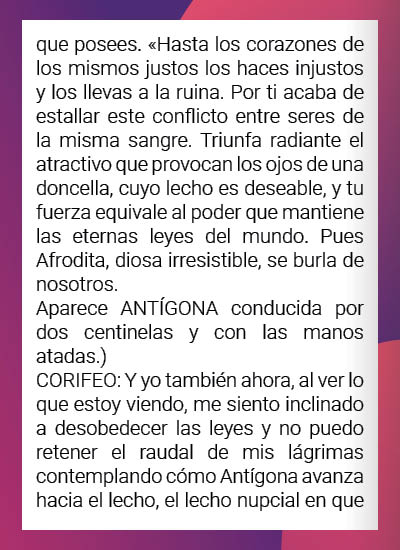 que posees. «Hasta los corazones de
los mismos justos los haces injustos
y los llevas a la ruina. Por ti acaba de
estallar este conflicto entre seres de
la misma sangre. Triunfa radiante el
atractivo que provocan los ojos de una
doncella, cuyo lecho es deseable, y tu
fuerza equivale al poder que mantiene
las eternas leyes del mundo. Pues
Afrodita, diosa irresistible, se burla de
nosotros.
Aparece ANTÍGONA conducida por
dos centinelas y con las manos
atadas.)
CORIFEO: Y yo también ahora, al ver lo
que estoy viendo, me siento inclinado
a desobedecer las leyes y no puedo
retener el raudal de mis lágrimas
contemplando cómo Antígona avanza
hacia el lecho, el lecho nupcial en que